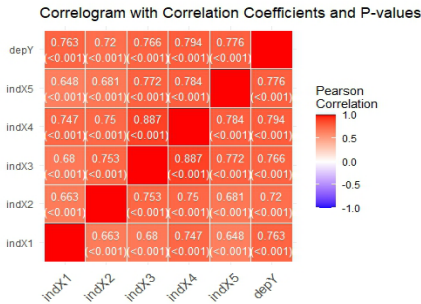 Correlogram with Correlation Coefficients and P-values
depY 0.763 0.72 0.766 0.794 0.776
(<0.001) (<0.001) (<0.001) (<0.001) (<0.001)
indX5 0.648 0.681 0.772 0.784 0.776
(<0.001) (<0.001) (<0.001) (<0.001) (<0.001)
indX4 0.747 0.75 0.887 0.784 0.794
(<0.001) (<0.001) (<0.001) (<0.001) (<0.001)
indX3 0.68 0.753 0.887 0.772 0.766
(<0.001) (<0.001) (<0.001) (<0.001) (<0.001)
indX2 0.663 0.753 0.75 0.681 0.72
(<0.001) (<0.001) (<0.001) (<0.001) (<0.001)
indX1 0.663 0.68 0.747 0.648 0.763
(<0.001) (<0.001) (<0.001) (<0.001) (<0.001)
indX1 indX2 indX3 indX4 indX5 depY
Pearson
Correlation
1.0
0.5
0.0
-0.5
-1.0